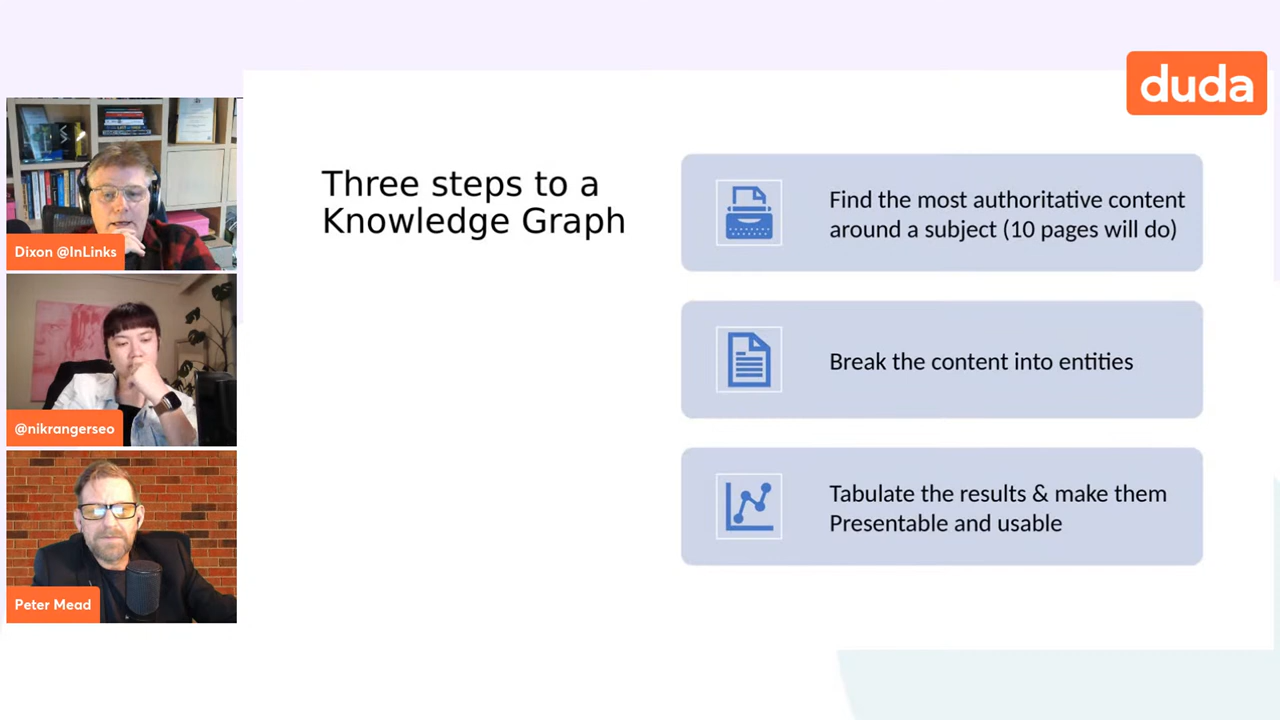 duda
Three steps to a
Knowledge Graph
Find the most authoritative content
around a subject (10 pages will do)
Break the content into entities
Tabulate the results & make them
Presentable and usable
Dixon @InLinks
@nikrangerseo
Peter Mead